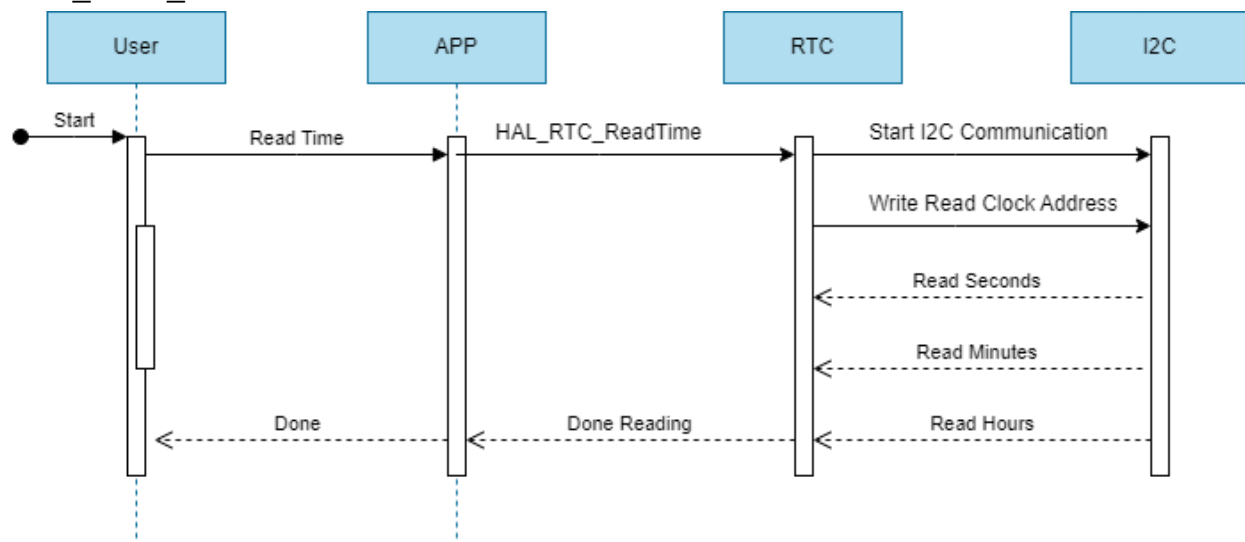 User
APP
RTC
I2C
Start
Read Time
HAL_RTC_ReadTime
Start I2C Communication
Write Read Clock Address
Read Seconds
Read Minutes
Done
Done Reading
Read Hours